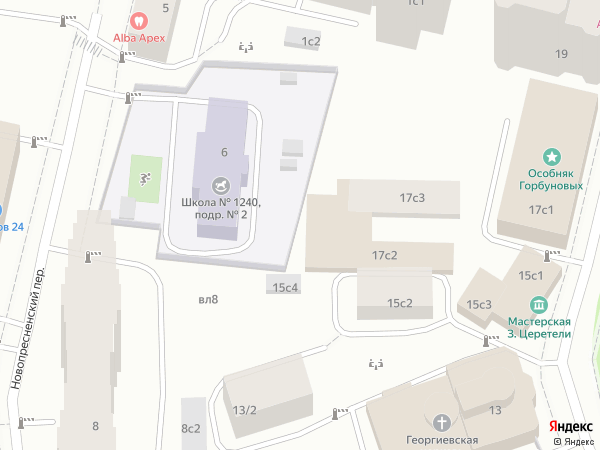 1с1
5
Alba Apex
1с2
19
6
Школа № 1240,
подр. № 2
Особняк
Горбуновых
17с3
17с1
ов 24
17с2
15с1
15с4
15с2
15с3
вл8
Мастерская
З. Церетели
Новопресненский пер.
13/2
13
8
8с2
Георгиевская
Яндекс